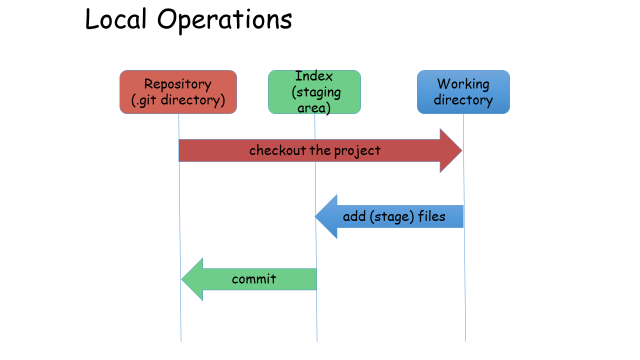 Local Operations
Repository
(.git directory)
Index
(staging
area)
Working
directory
checkout the project
add (stage) files
commit